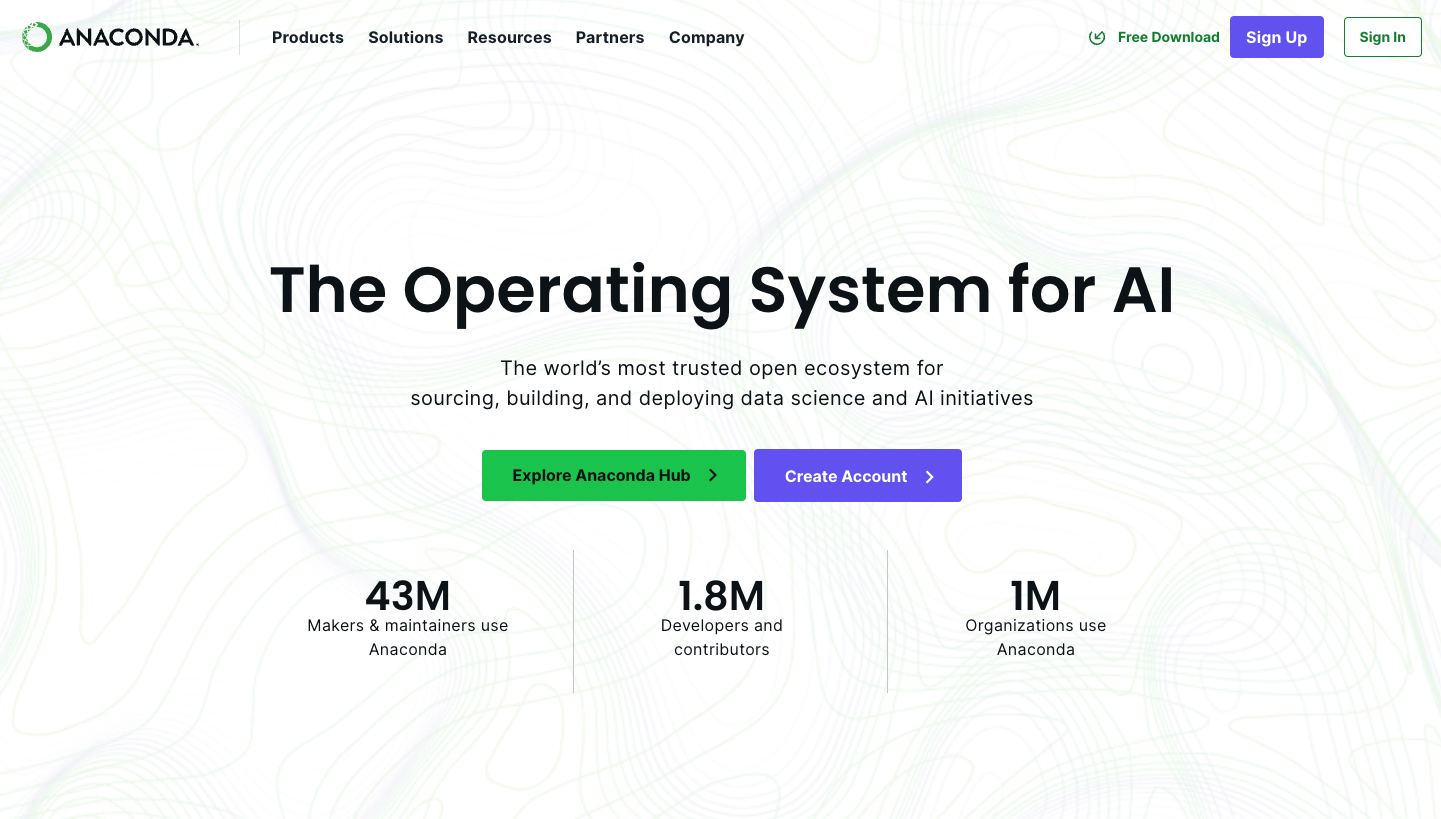 ANACONDA.
Products Solutions Resources Partners Company
Free Download
Sign Up
Sign In
The Operating System for AI
The world’s most trusted open ecosystem for
sourcing, building, and deploying data science and AI initiatives
Explore Anaconda Hub
Create Account
43M
Makers & maintainers use
Anaconda
1.8M
Developers and
contributors
1M
Organizations use
Anaconda